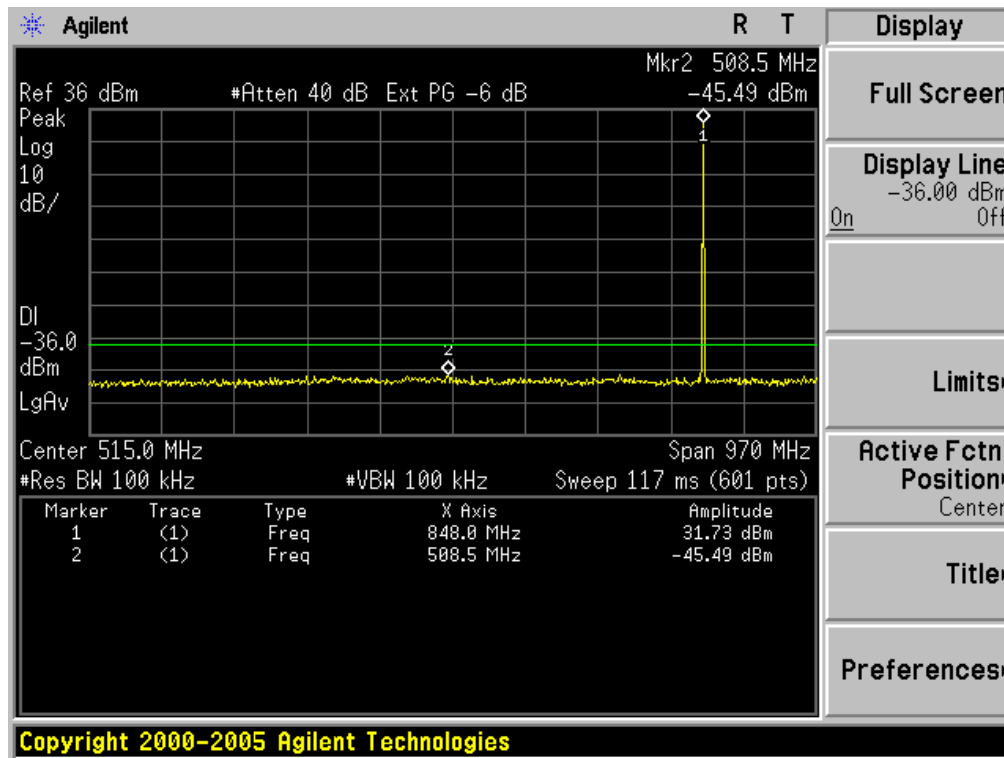 Agilent
R T
Display
Mkr2 508.5 MHz
Ref 36 dBm #Atten 40 dB Ext PG -6 dB -45.49 dBm
Peak
Log
10
dB/
1
DI
-36.0
dBm
LgAv
2
Center 515.0 MHz Span 970 MHz
#Res BW 100 kHz #VBW 100 kHz Sweep 117 ms (601 pts)
Marker Trace Type X Axis Amplitude
1 (1) Freq 848.0 MHz 31.73 dBm
2 (1) Freq 508.5 MHz -45.49 dBm
Full Screen
Display Line
-36.00 dBm
On Off
Limits
Active Fctn
Position
Center
Title
Preferences
Copyright 2000-2005 Agilent Technologies